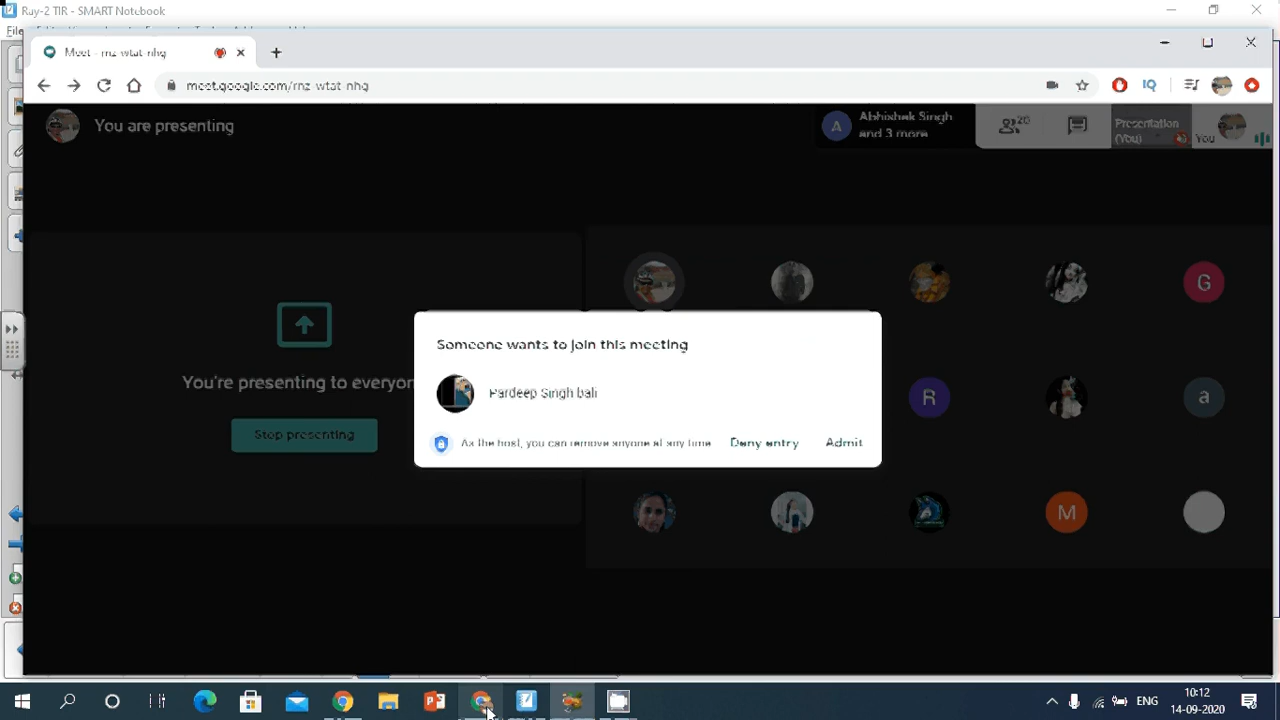 Ray-2 TIR - SMART Notebook
File
Meet - rnz-wtat-nhg
meet.google.com/rnz-wtat-nhg
You are presenting
A
Abhishek Singh
and 3 more
20
Presentation
(You)
You
G
You're presenting to everyon
Stop presenting
Someone wants to join this meeting
Pardeep Singh bali
As the host, you can remove anyone at any time
Deny entry
Admit
R
a
M
ENG
10:12
14-09-2020